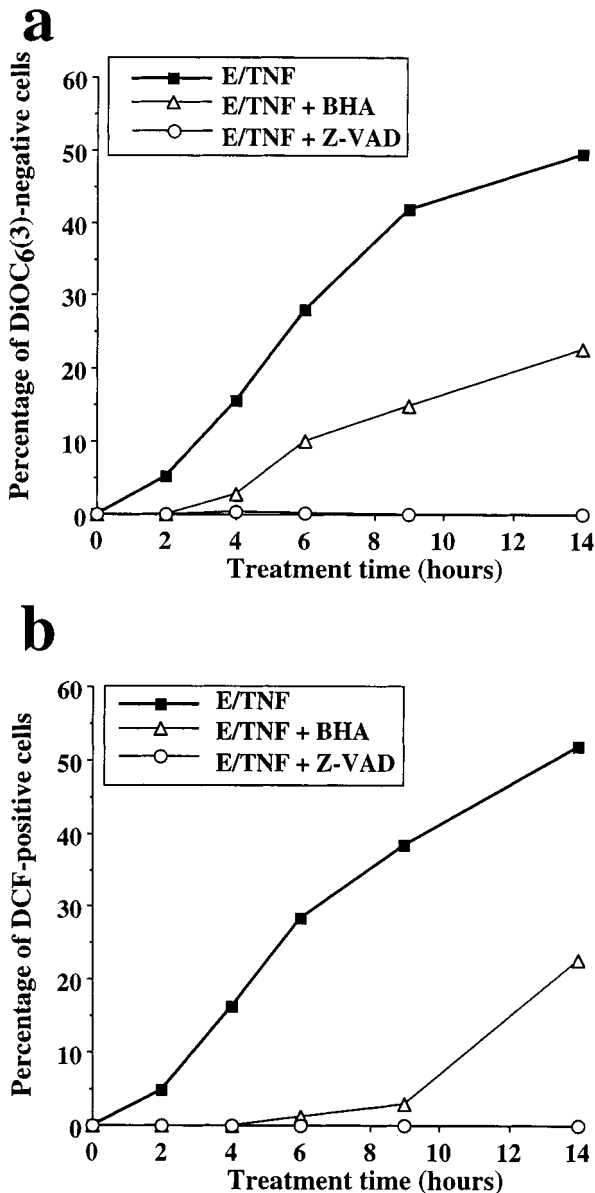 a
Percentage of DiOC6(3)-negative cells
E/TNF
E/TNF + BHA
E/TNF + Z-VAD
60
50
40
30
20
10
0
0 2 4 6 8 10 12 14
Treatment time (hours)
b
Percentage of DCF-positive cells
E/TNF
E/TNF + BHA
E/TNF + Z-VAD
60
50
40
30
20
10
0
0 2 4 6 8 10 12 14
Treatment time (hours)